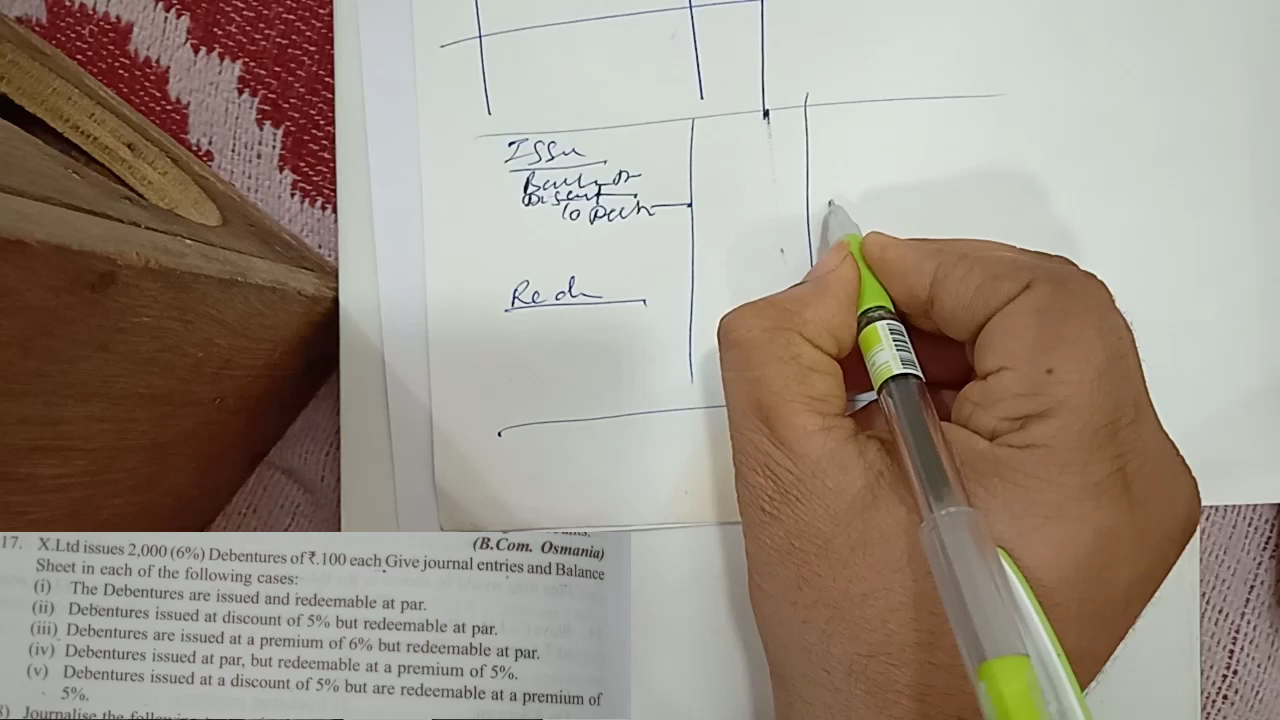 Issu
Bank
Discount
To Deb
Red
(B.Com. Osmania)
17. X.Ltd issues 2,000 (6%) Debentures of ₹.100 each Give journal entries and Balance
Sheet in each of the following cases:
(i) The Debentures are issued and redeemable at par.
(ii) Debentures issued at discount of 5% but redeemable at par.
(iii) Debentures are issued at a premium of 6% but redeemable at par.
(iv) Debentures issued at par, but redeemable at a premium of 5%.
(v) Debentures issued at a discount of 5% but are redeemable at a premium of
5%.
Journalise the